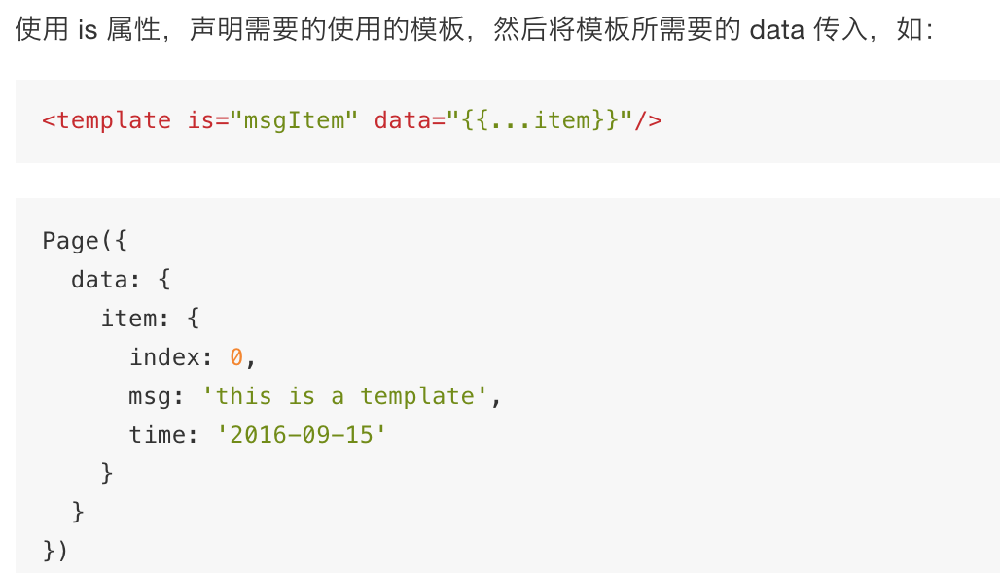 使用 is 属性，声明需要的使用的模板，然后将模板所需要的 data 传入，如：
<template is="msgItem" data="{{...item}}"/>
Page({
  data: {
    item: {
      index: 0,
      msg: 'this is a template',
      time: '2016-09-15'
    }
  }
})